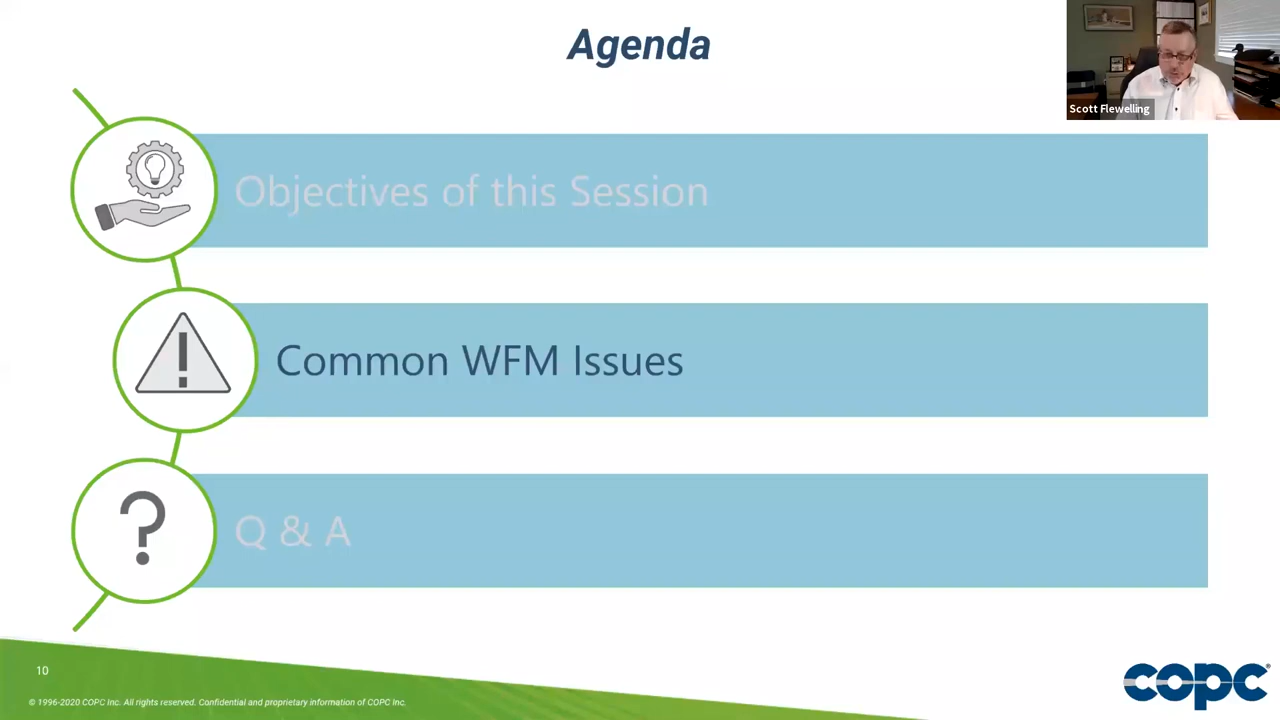 Agenda
Scott Flewelling
Objectives of this Session
Common WFM Issues
?
Q & A
10
© 1996-2020 COPC Inc. All rights reserved. Confidential and proprietary information of COPC Inc.
copc®